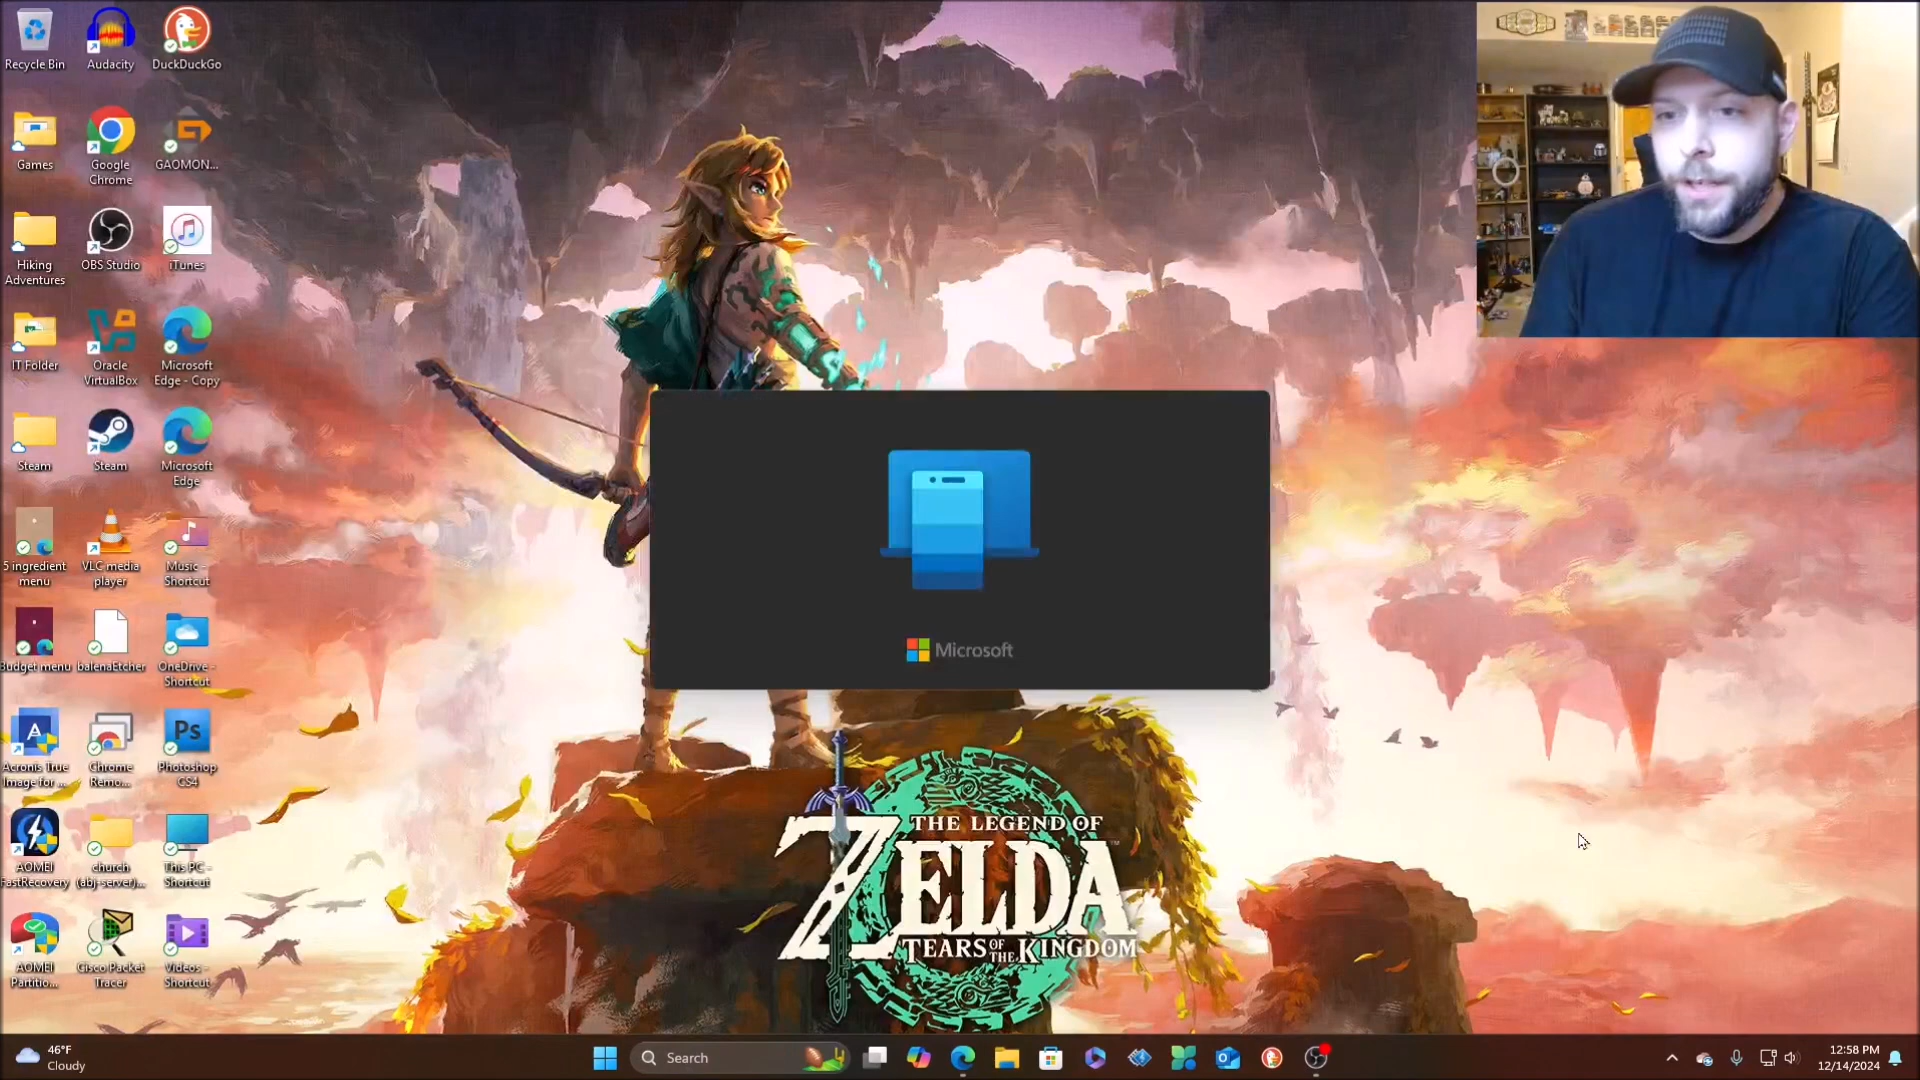 Recycle Bin
Audacity
DuckDuckGo
Games
Google
Chrome
GAOMON...
Hiking
Adventures
OBS Studio
iTunes
IT Folder
Oracle
VirtualBox
Microsoft
Edge - Copy
Steam
Steam
Microsoft
Edge
5 ingredient
menu
VLC media
player
Music -
Shortcut
Budget menu
balenaEtcher
OneDrive -
Shortcut
Acronis True
Image for ...
Chrome
Remo...
Ps
Photoshop
CS4
AOMEI
FastRecovery
church
(abj-server)...
This PC -
Shortcut
AOMEI
Partitio...
Cisco Packet
Tracer
Videos -
Shortcut
Microsoft
THE LEGEND OF
ZELDA
TEARS OF THE KINGDOM
46°F
Cloudy
Search
12:58 PM
12/14/2024